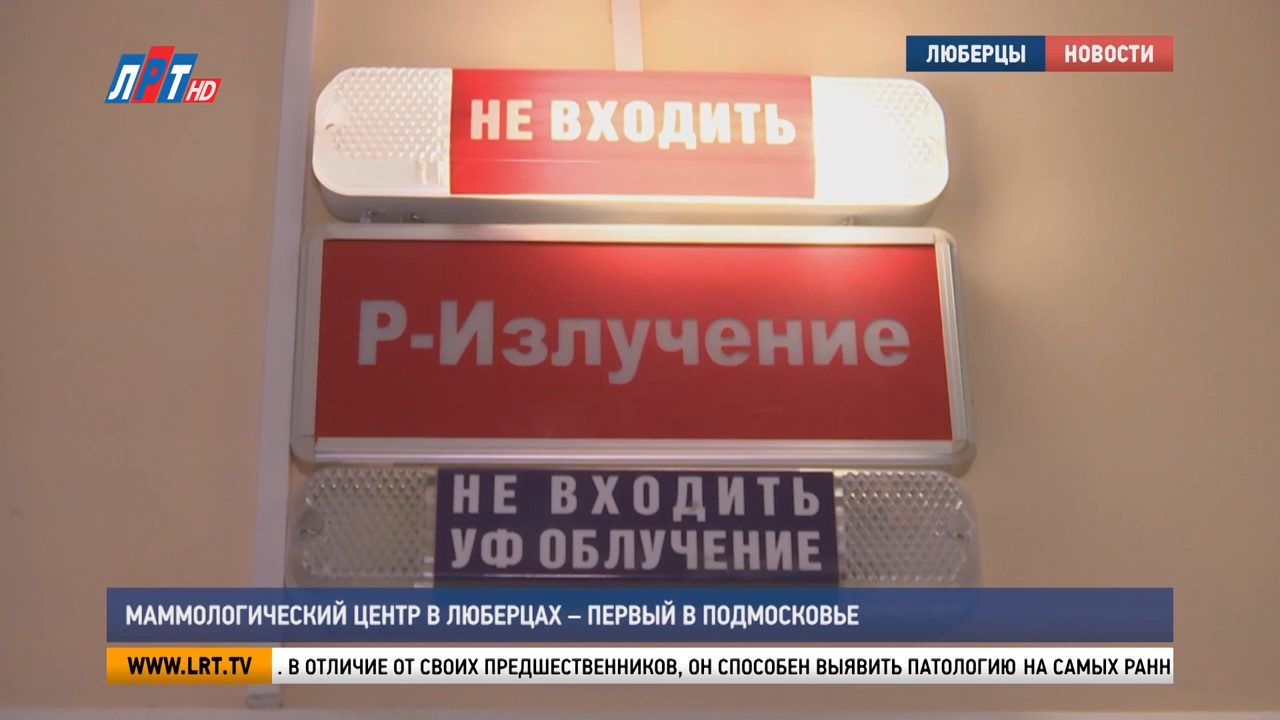 ЛРТ HD
ЛЮБЕРЦЫ НОВОСТИ
НЕ ВХОДИТЬ
Р-Излучение
НЕ ВХОДИТЬ
УФ ОБЛУЧЕНИЕ
МАММОЛОГИЧЕСКИЙ ЦЕНТР В ЛЮБЕРЦАХ – ПЕРВЫЙ В ПОДМОСКОВЬЕ
WWW.LRT.TV . В ОТЛИЧИЕ ОТ СВОИХ ПРЕДШЕСТВЕННИКОВ, ОН СПОСОБЕН ВЫЯВИТЬ ПАТОЛОГИЮ НА САМЫХ РАНН